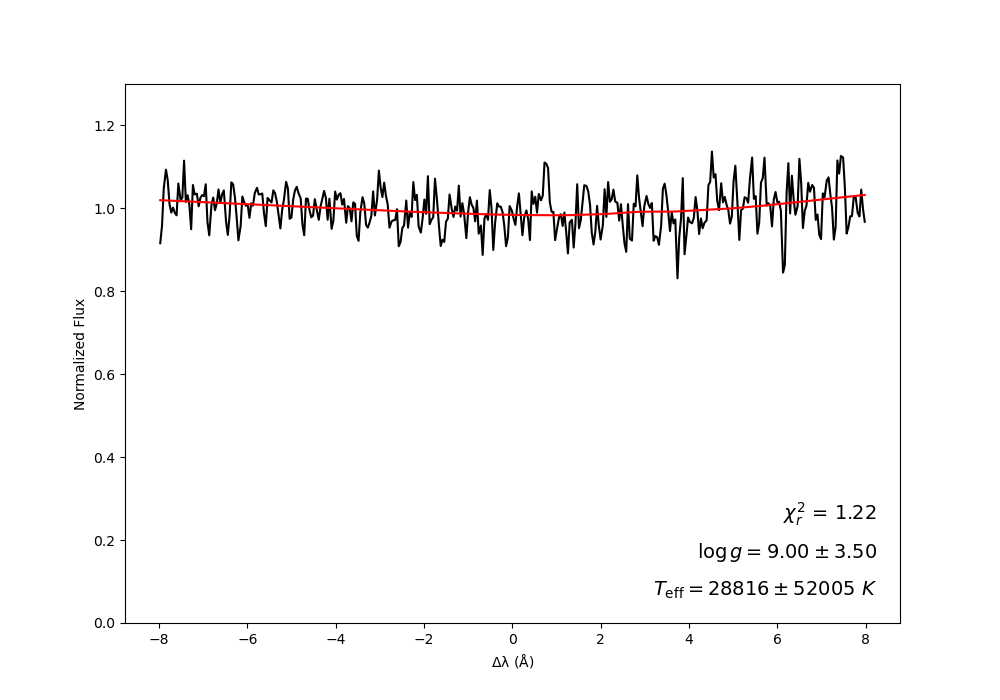 1.2
1.0
0.8
0.6
0.4
0.2
0.0
Normalized Flux
χ²ᵣ = 1.22
log g = 9.00 ± 3.50
T_eff = 28816 ± 52005 K
−8 −6 −4 −2 0 2 4 6 8
Δλ (Å)